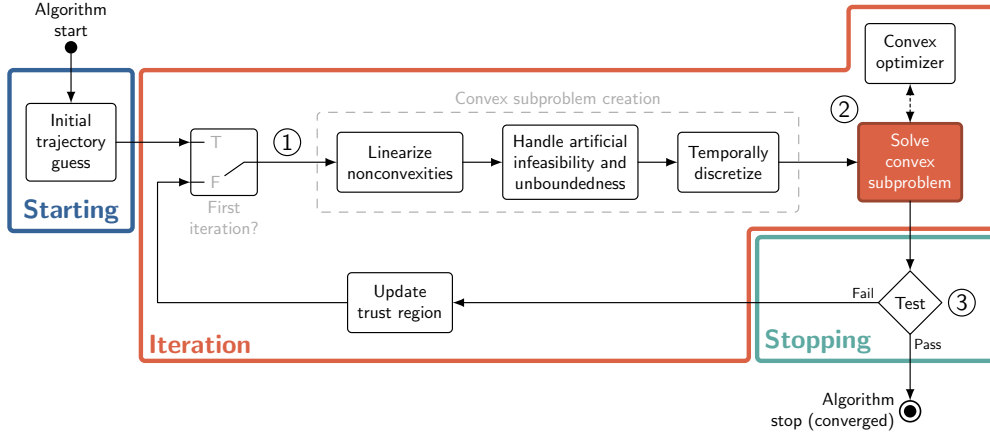 Algorithm
start
Initial
trajectory
guess
Starting
T
F
First
iteration?
1
Convex subproblem creation
Linearize
nonconvexities
Handle artificial
infeasibility and
unboundedness
Temporally
discretize
Convex
optimizer
2
Solve
convex
subproblem
Update
trust region
Iteration
Fail
Test
3
Stopping
Pass
Algorithm
stop (converged)